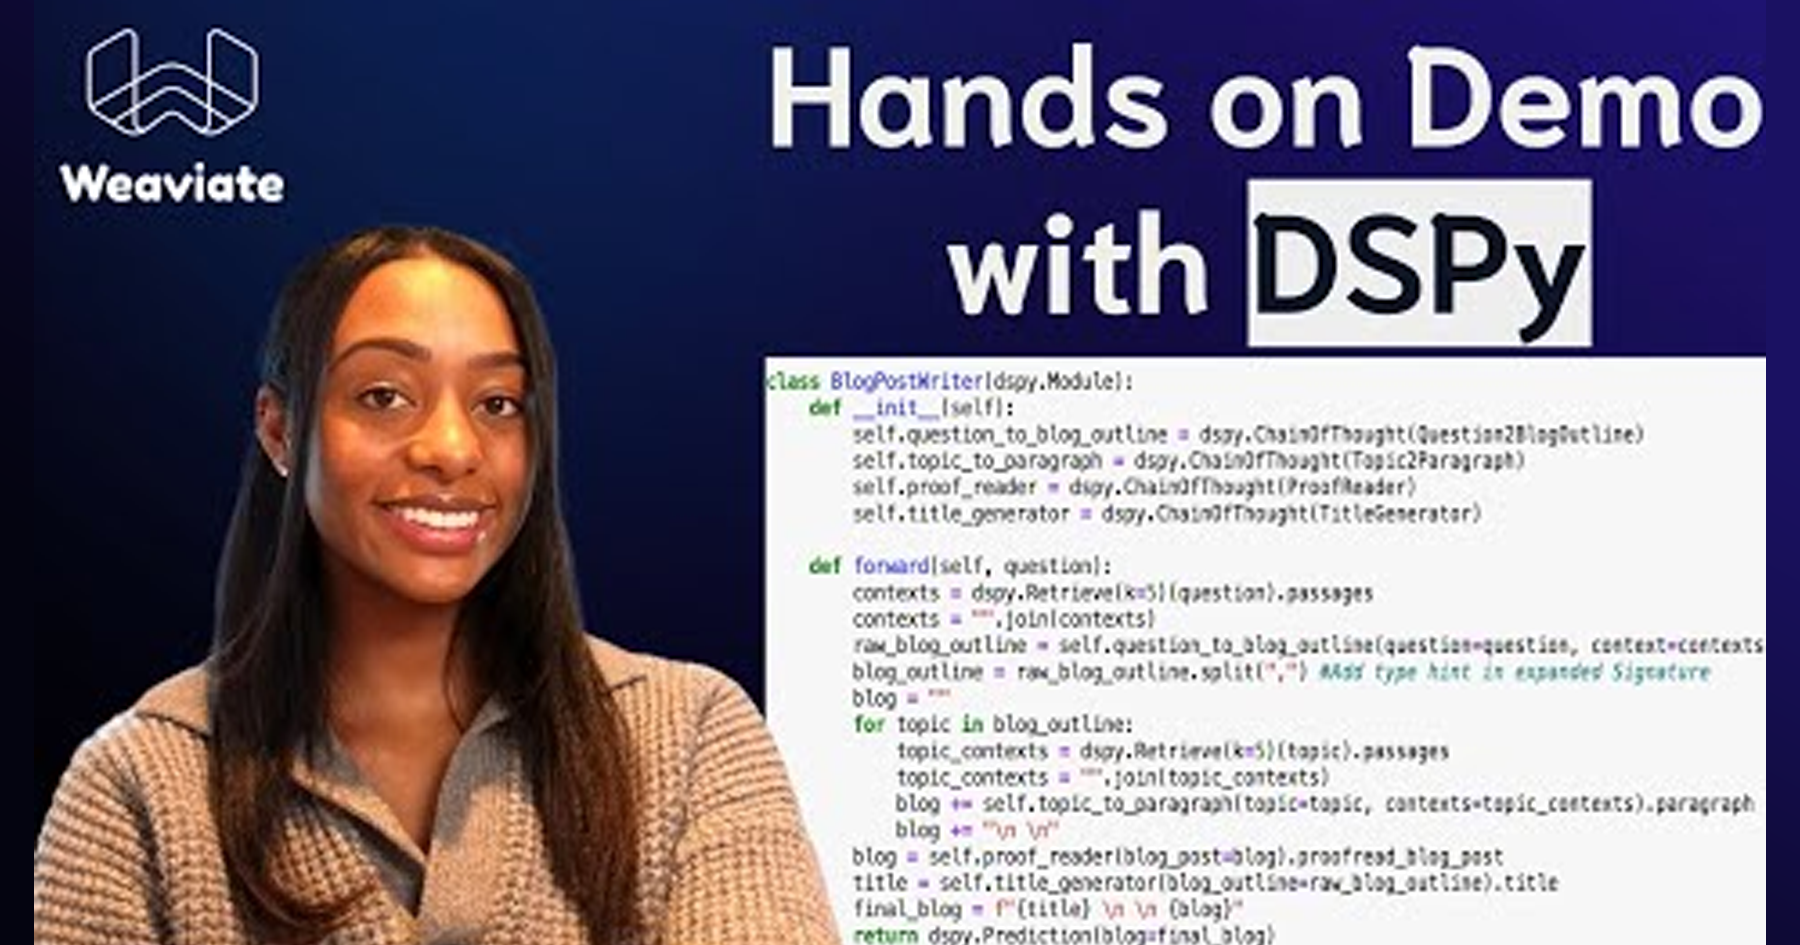 Weaviate
Hands on Demo
with DSPy
class BlogPostWriter(dspy.Module):
def __init__(self):
self.question_to_blog_outline = dspy.ChainOfThought(Question2BlogOutline)
self.topic_to_paragraph = dspy.ChainOfThought(Topic2Paragraph)
self.proof_reader = dspy.ChainOfThought(ProofReader)
self.title_generator = dspy.ChainOfThought(TitleGenerator)
def forward(self, question):
contexts = dspy.Retrieve(k=5)(question).passages
contexts = "".join(contexts)
raw_blog_outline = self.question_to_blog_outline(question=question, context=contexts
blog_outline = raw_blog_outline.split(",") #Add type hint in expanded Signature
blog = ""
for topic in blog_outline:
topic_contexts = dspy.Retrieve(k=5)(topic).passages
topic_contexts = "".join(topic_contexts)
blog += self.topic_to_paragraph(topic=topic, contexts=topic_contexts).paragraph
blog += "\n \n"
blog = self.proof_reader(blog_post=blog).proofread_blog_post
title = self.title_generator(blog_outline=raw_blog_outline).title
final_blog = f"{title} \n \n {blog}"
return dspy.Prediction(blog=final_blog)